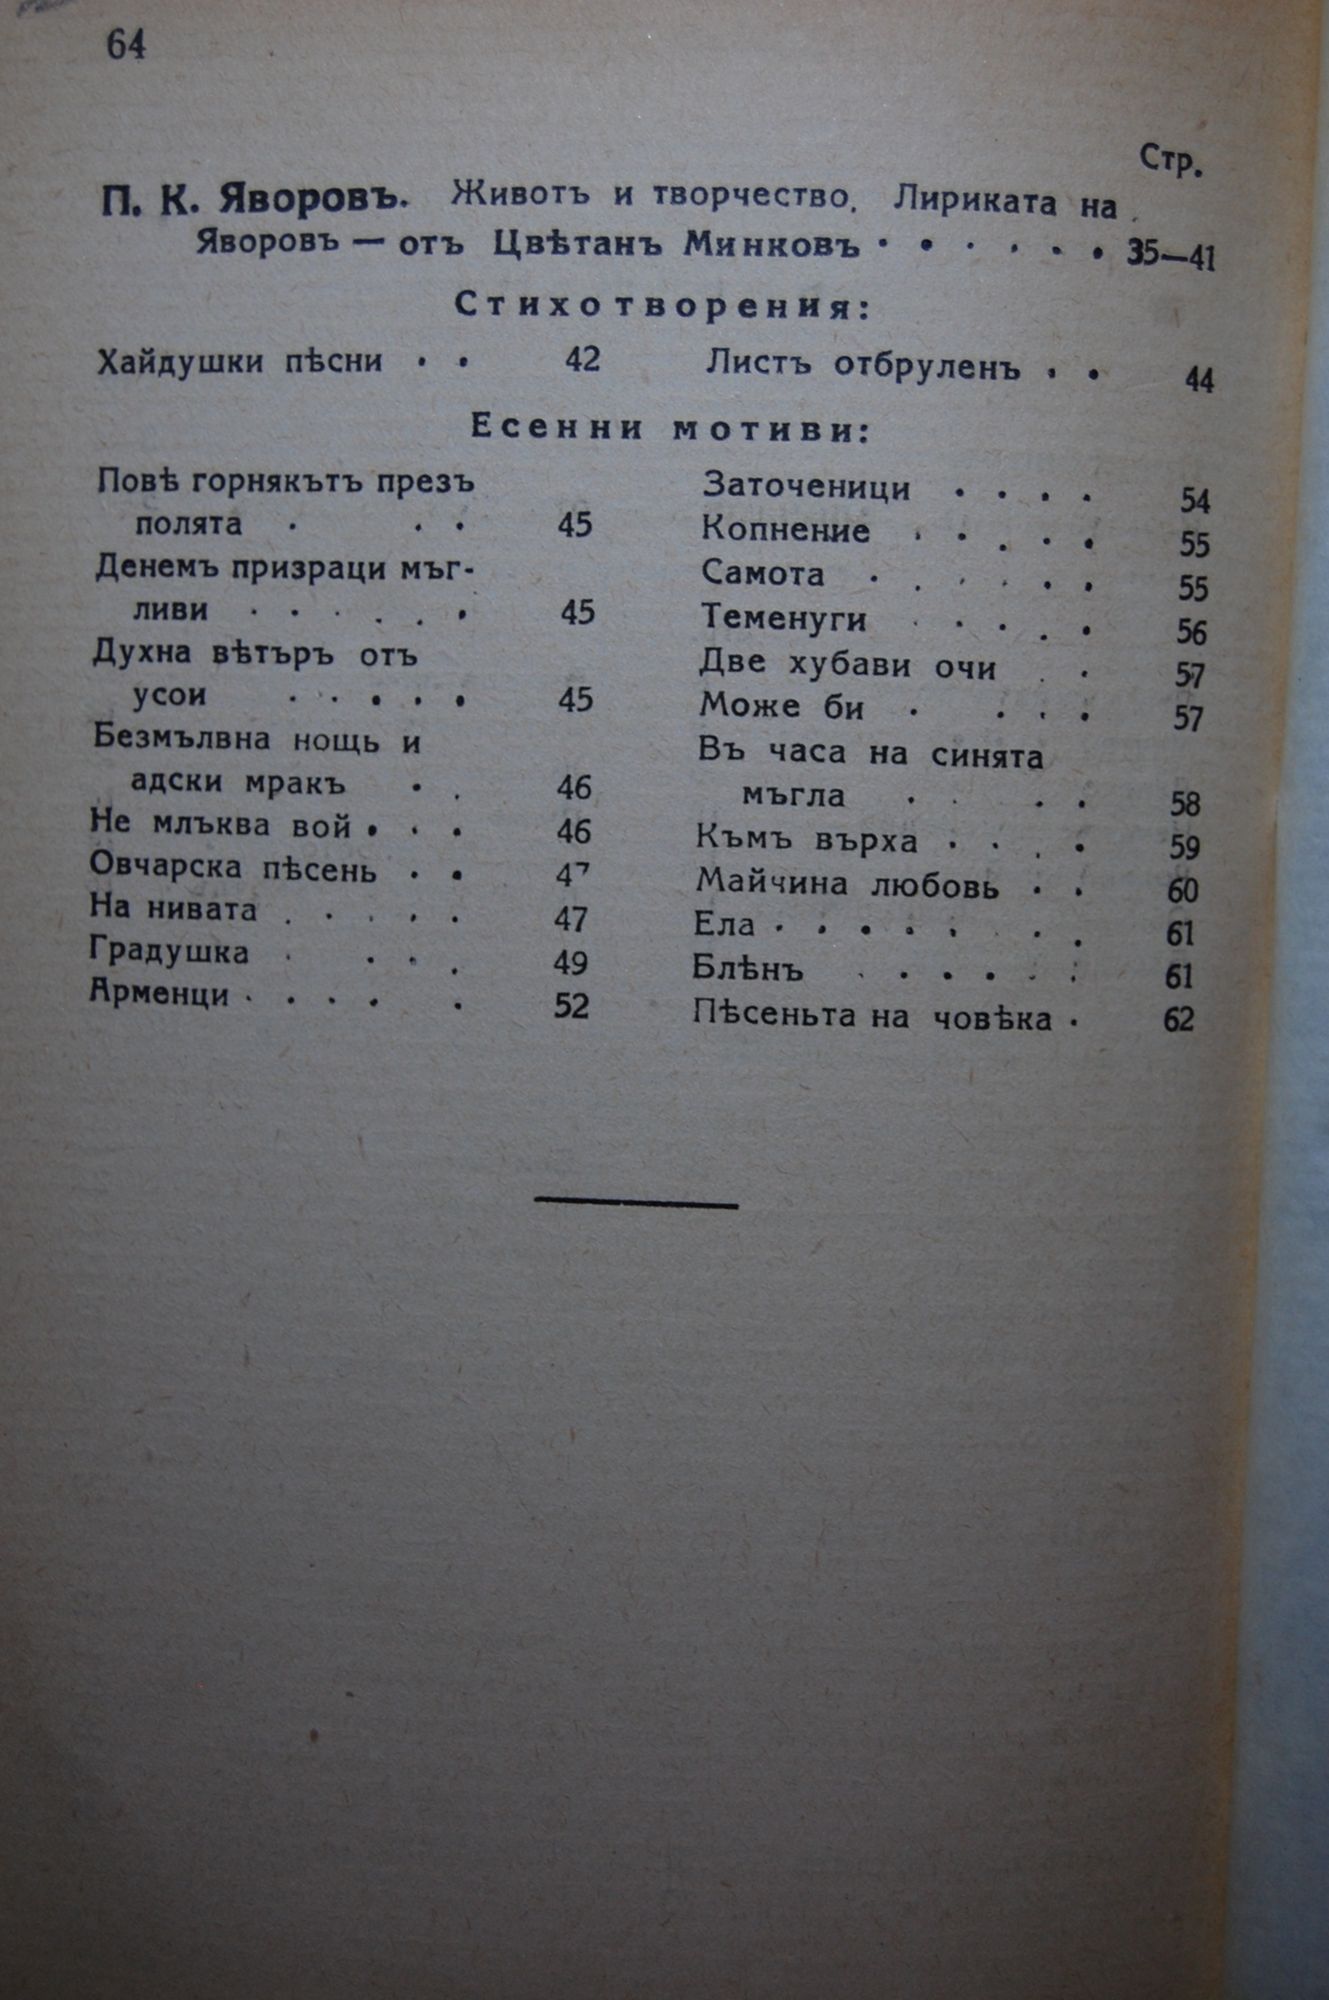 64
Стр.
П. К. Яворовъ. Животъ и творчество. Лириката на
Яворовъ — отъ Цвѣтанъ Минковъ . . . . . . 35—41
Стихотворения:
Хайдушки пѣсни . . 42
Листъ отбруленъ . . 44
Есенни мотиви:
Повѣ горнякътъ презъ
полята . . . 45
Денемъ призраци мъг-
ливи . . . . . . 45
Духна вѣтъръ отъ
усои . . . . . 45
Безмълвна нощь и
адски мракъ . . 46
Не млъква вой . . . 46
Овчарска пѣсень . . 47
На нивата . . . . . 47
Градушка . . . . . 49
Арменци . . . . . 52
Заточеници . . . . 54
Копнение . . . . . 55
Самота . . . . . . 55
Теменуги . . . . . 56
Две хубави очи . . 57
Може би . . . . 57
Въ часа на синята
мъгла . . . . 58
Къмъ върха . . . . 59
Майчина любовь . . 60
Ела . . . . . . . . 61
Блѣнъ . . . . . . 61
Пѣсеньта на човѣка . 62